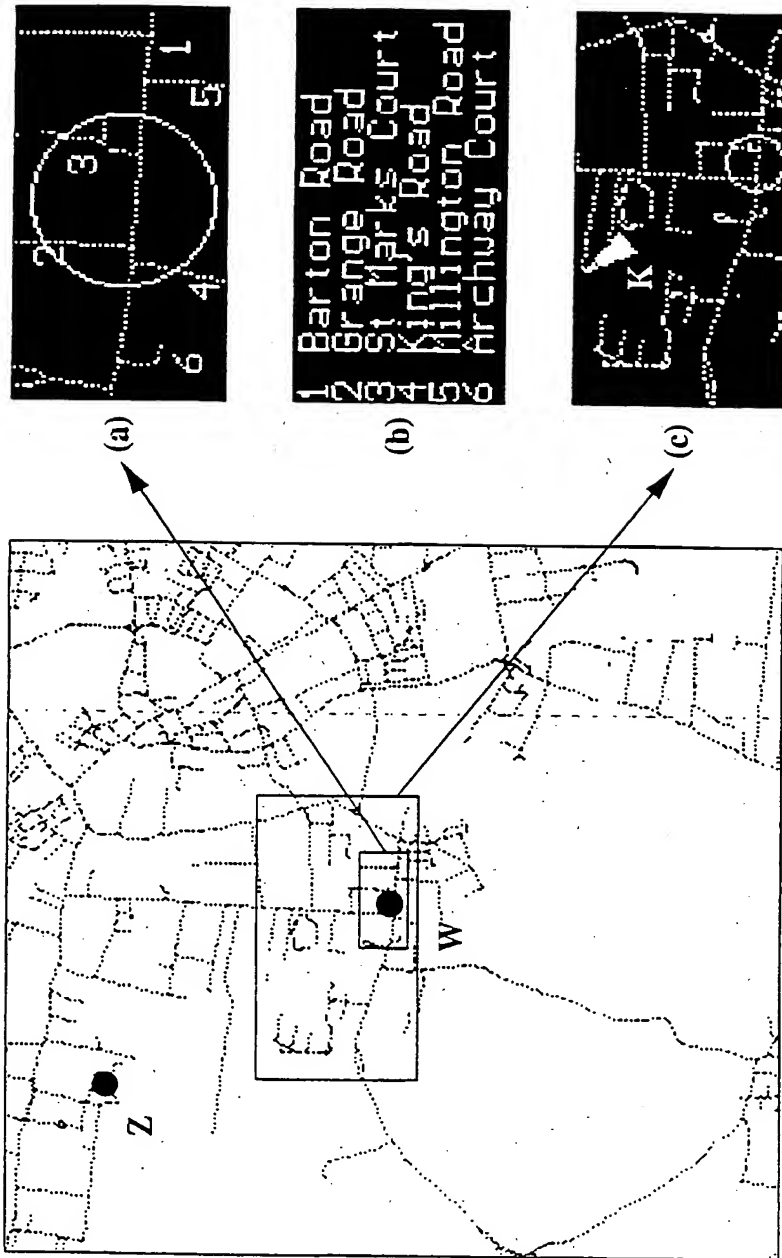 1
2
3
4
5
6
(a)
1 Barton Road
2 Grange Road
3 St Marks Court
4 King's Road
5 Millington Road
6 Archway Court
(b)
K
(c)
Z
W